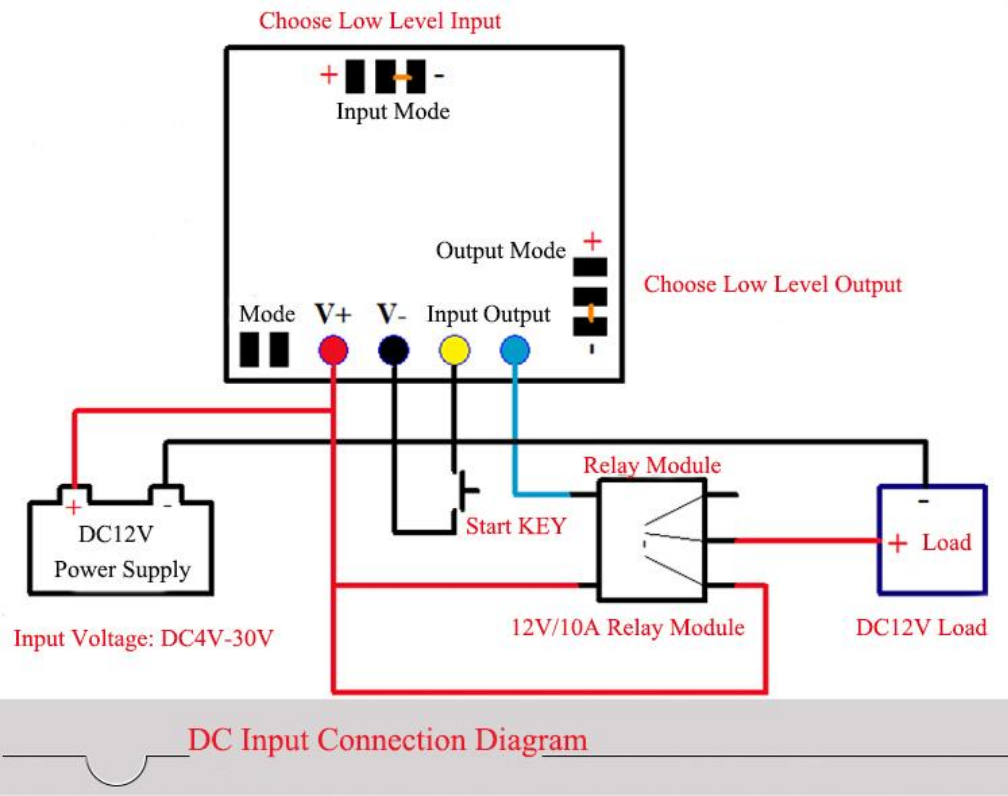 Choose Low Level Input
+ -
Input Mode
Output Mode
+
Choose Low Level Output
-
Mode V+ V- Input Output
Relay Module
+ -
DC12V
Power Supply
Start KEY
-
+ Load
Input Voltage: DC4V-30V
12V/10A Relay Module
DC12V Load
DC Input Connection Diagram